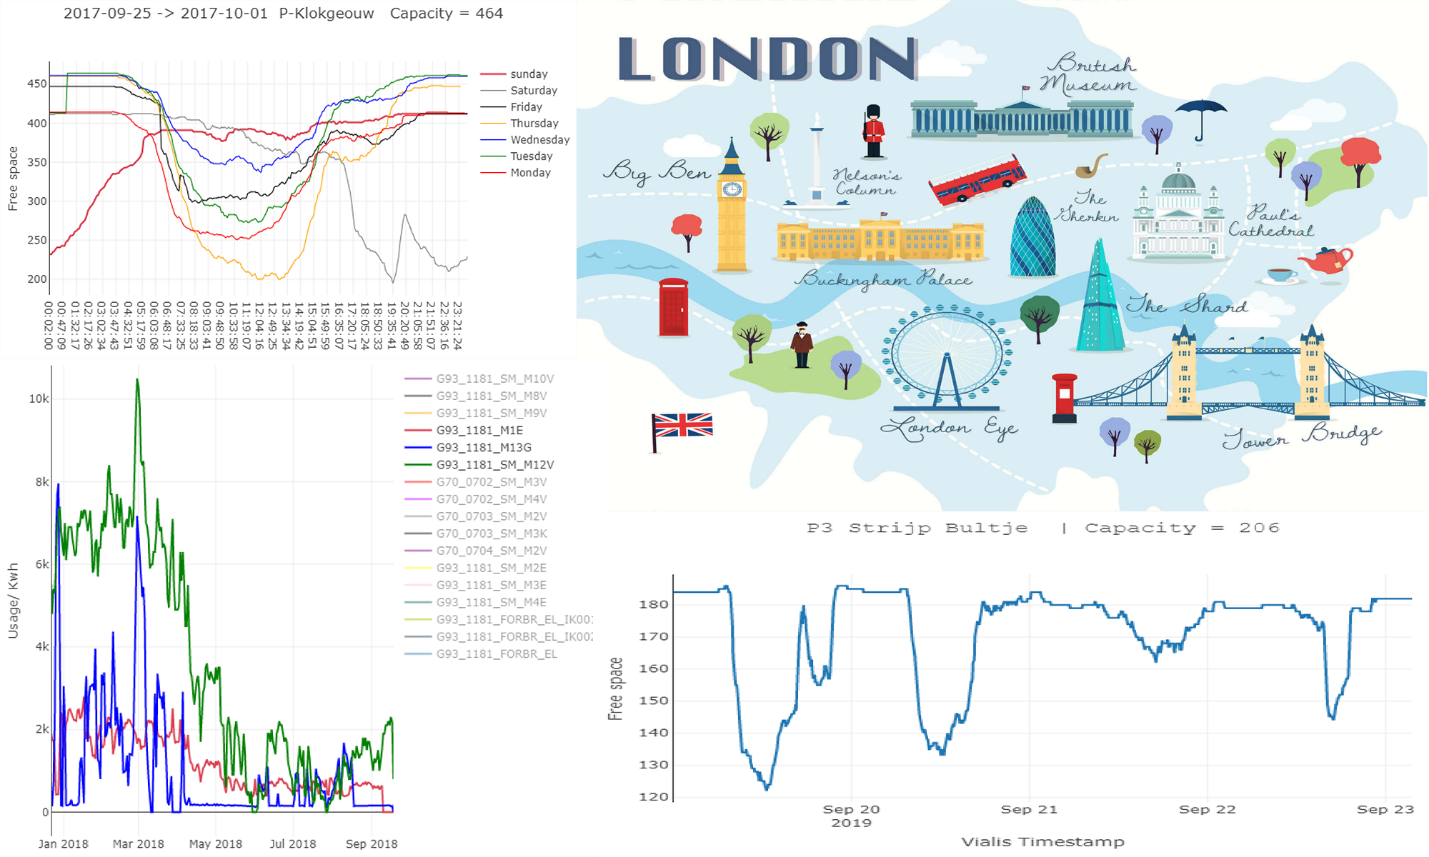 2017-09-25 -> 2017-10-01 P-Klokgeouw Capacity = 464
Free space
450
400
350
300
250
200
00:02:00
00:47:09
01:32:17
02:17:26
03:02:34
03:47:43
04:32:51
05:17:59
06:03:08
06:48:17
07:33:25
08:18:33
09:03:41
09:48:50
10:33:58
11:19:07
12:04:16
12:49:25
13:34:34
14:19:42
15:04:51
15:49:59
16:35:07
17:20:17
18:05:24
18:50:33
19:35:41
20:20:49
21:05:58
21:51:07
22:36:16
23:21:24
sunday
Saturday
Friday
Thursday
Wednesday
Tuesday
Monday
LONDON
British
Museum
Big Ben
Nelson's
Column
The
Gherkin
Paul's
Cathedral
Buckingham Palace
The Shard
London Eye
Tower Bridge
Usage/ Kwh
10k
8k
6k
4k
2k
0
Jan 2018
Mar 2018
May 2018
Jul 2018
Sep 2018
G93_1181_SM_M10V
G93_1181_SM_M8V
G93_1181_SM_M9V
G93_1181_M1E
G93_1181_M13G
G93_1181_SM_M12V
G70_0702_SM_M3V
G70_0702_SM_M4V
G70_0703_SM_M2V
G70_0703_SM_M3K
G70_0704_SM_M2V
G93_1181_SM_M2E
G93_1181_SM_M3E
G93_1181_SM_M4E
G93_1181_FORBR_EL_IK001
G93_1181_FORBR_EL_IK002
G93_1181_FORBR_EL
P3 Strijp Bultje | Capacity = 206
Free space
180
170
160
150
140
130
120
Sep 20
2019
Sep 21
Sep 22
Sep 23
Vialis Timestamp